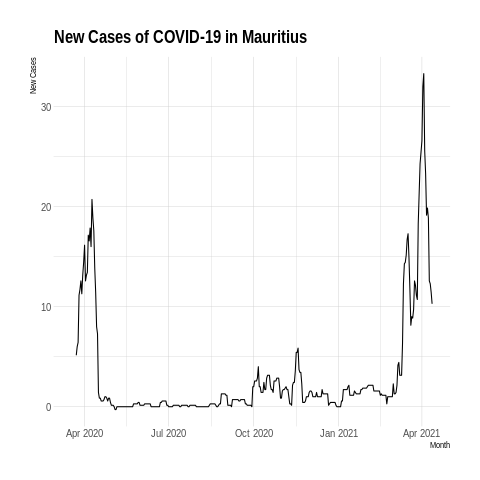 New Cases of COVID-19 in Mauritius
New Cases
30
20
10
0
Apr 2020 Jul 2020 Oct 2020 Jan 2021 Apr 2021
Month